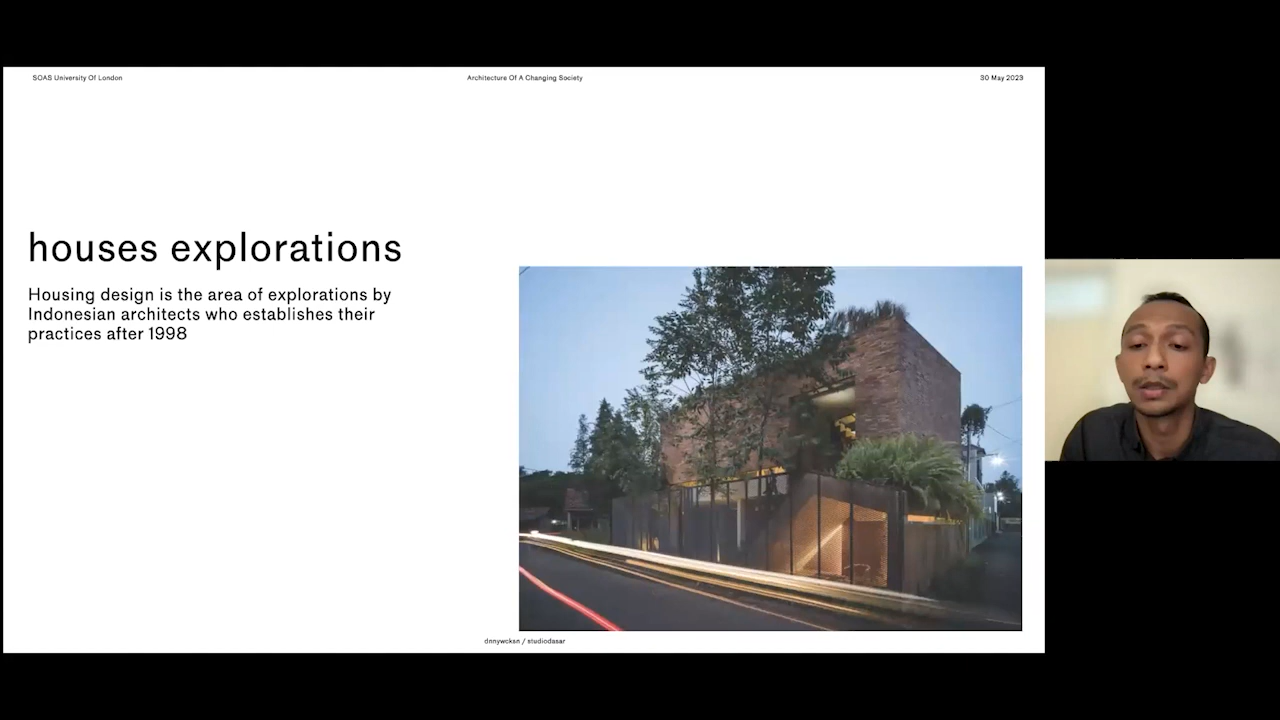 SOAS University Of London
Architecture Of A Changing Society
30 May 2023
houses explorations
Housing design is the area of explorations by
Indonesian architects who establishes their
practices after 1998
dnnywcksn / studiodasar